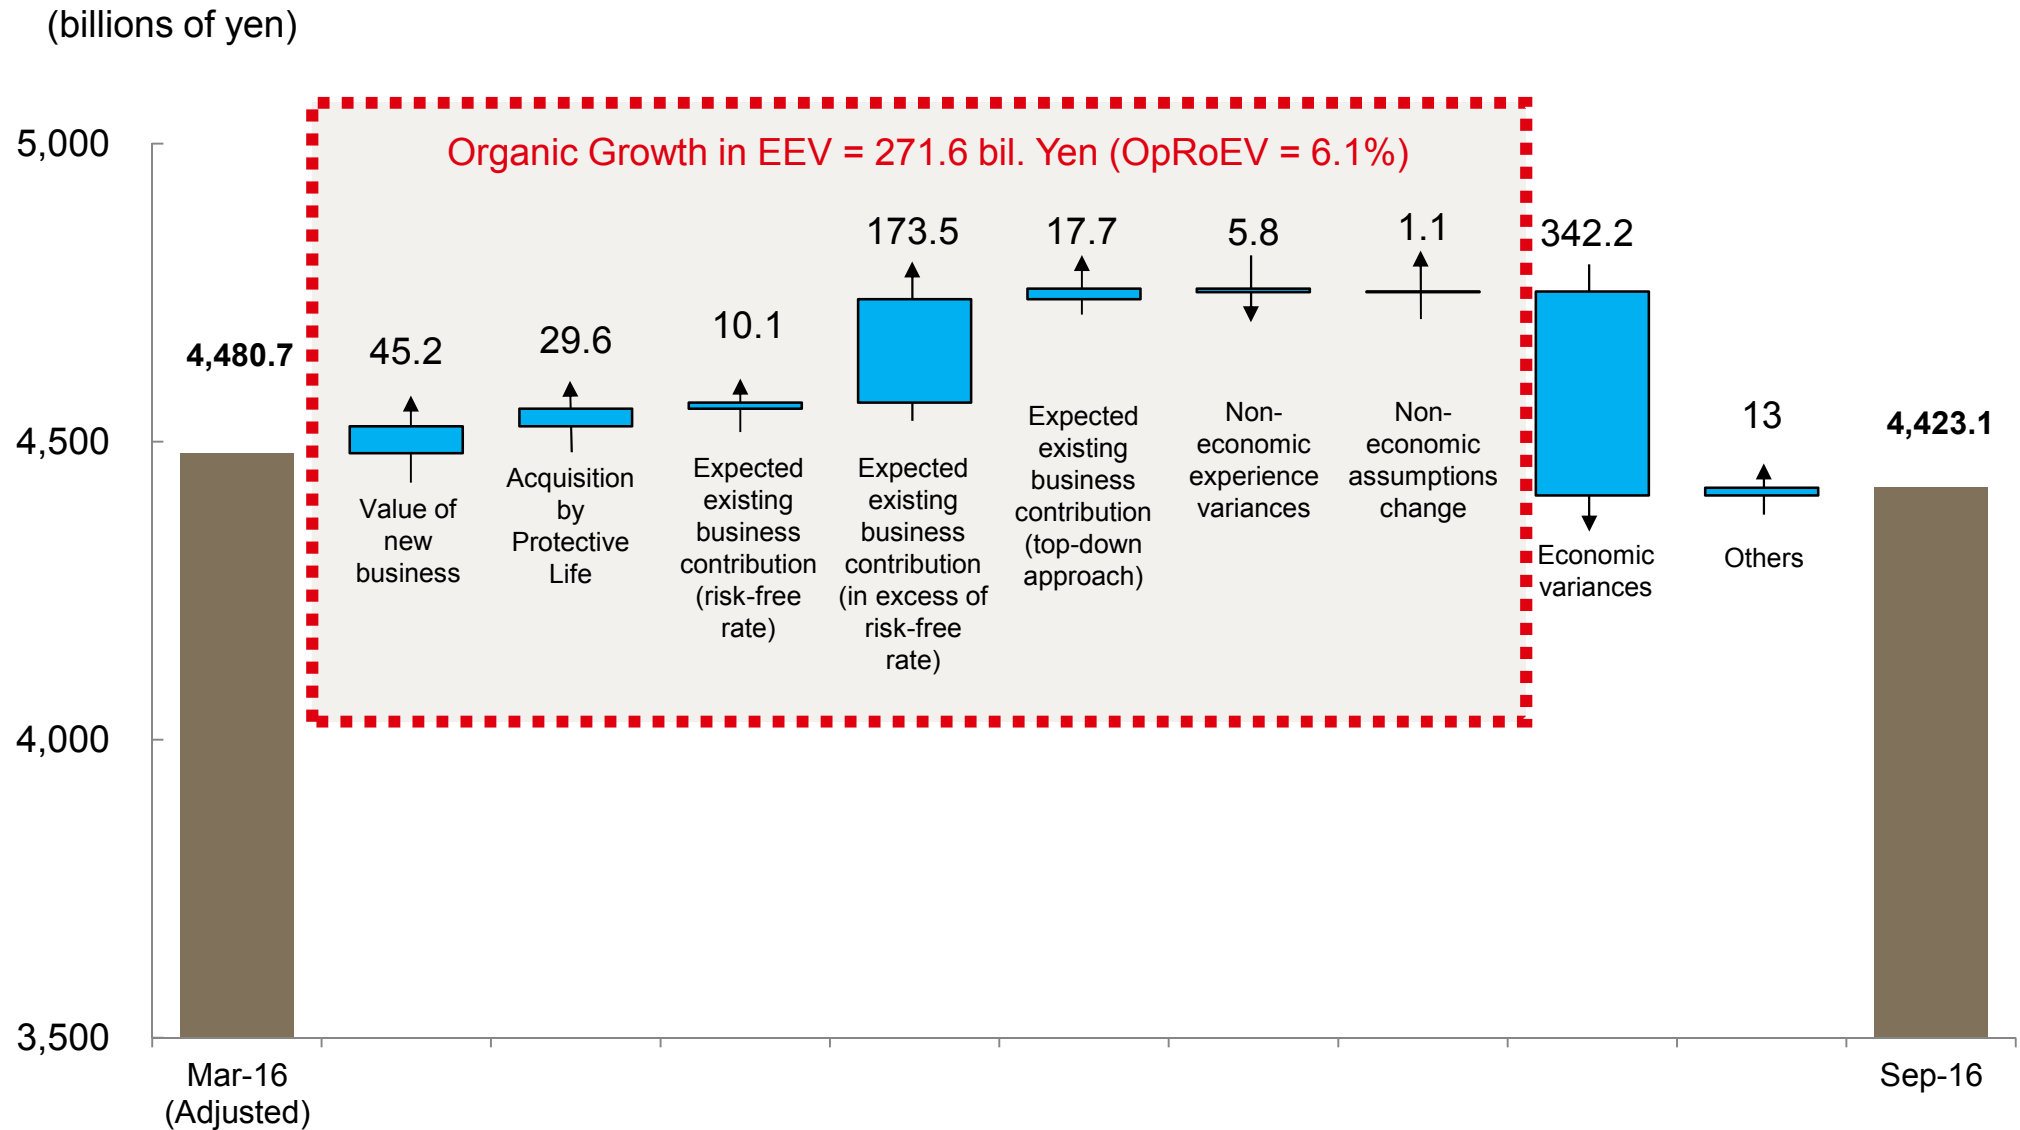 (billions of yen)
5,000
4,500
4,000
3,500
Organic Growth in EEV = 271.6 bil. Yen (OpRoEV = 6.1%)
4,480.7
45.2
29.6
10.1
173.5
17.7
5.8
1.1
342.2
13
4,423.1
Value of
new
business
Acquisition
by
Protective
Life
Expected
existing
business
contribution
(risk-free
rate)
Expected
existing
business
contribution
(in excess of
risk-free
rate)
Expected
existing
business
contribution
(top-down
approach)
Non-
economic
experience
variances
Non-
economic
assumptions
change
Economic
variances
Others
Mar-16
(Adjusted)
Sep-16